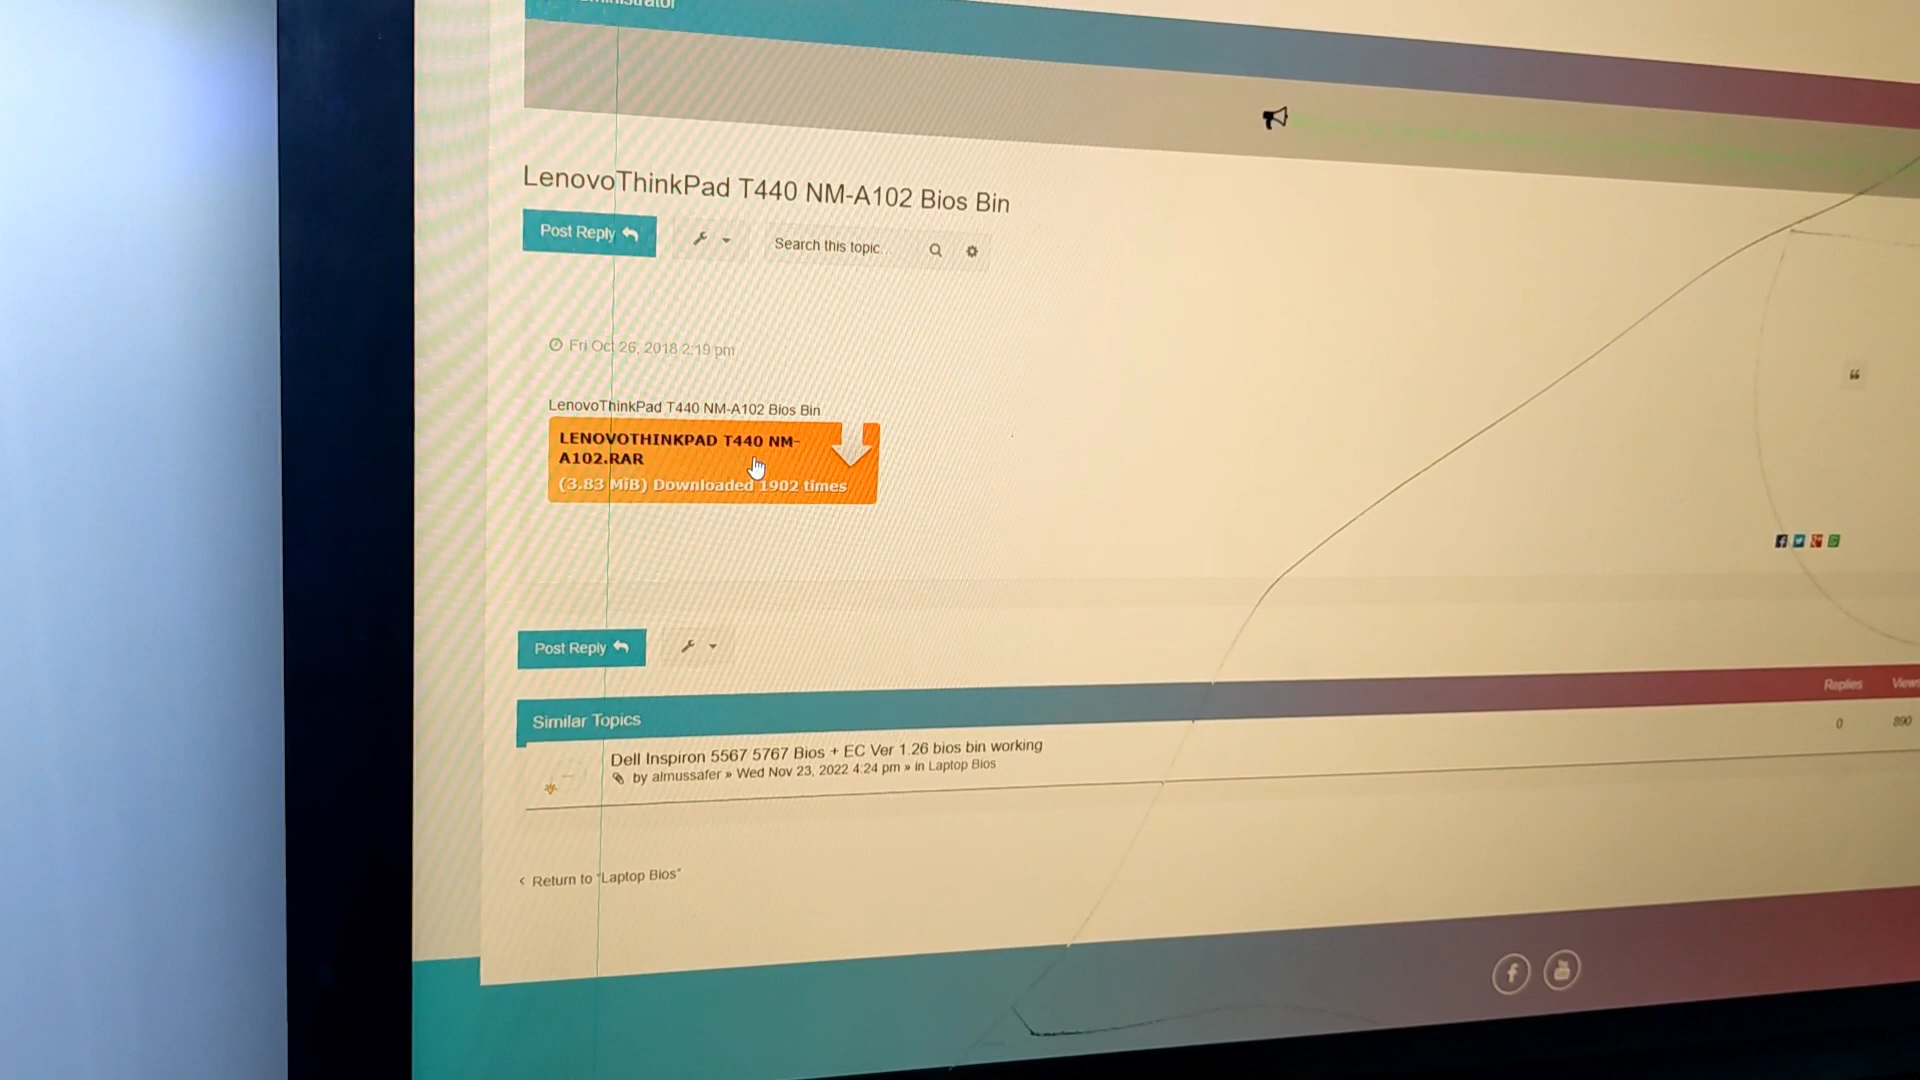 LenovoThinkPad T440 NM-A102 Bios Bin
Post Reply
Search this topic...
Fri Oct 26, 2018 2:19 pm
LenovoThinkPad T440 NM-A102 Bios Bin
LENOVOTHINKPAD T440 NM-
A102.RAR
(3.83 MiB) Downloaded 1902 times
Post Reply
Similar Topics
Replies
Views
Dell Inspiron 5567 5767 Bios + EC Ver 1.26 bios bin working
by almussafer » Wed Nov 23, 2022 4:24 pm » in Laptop Bios
0
890
Return to "Laptop Bios"